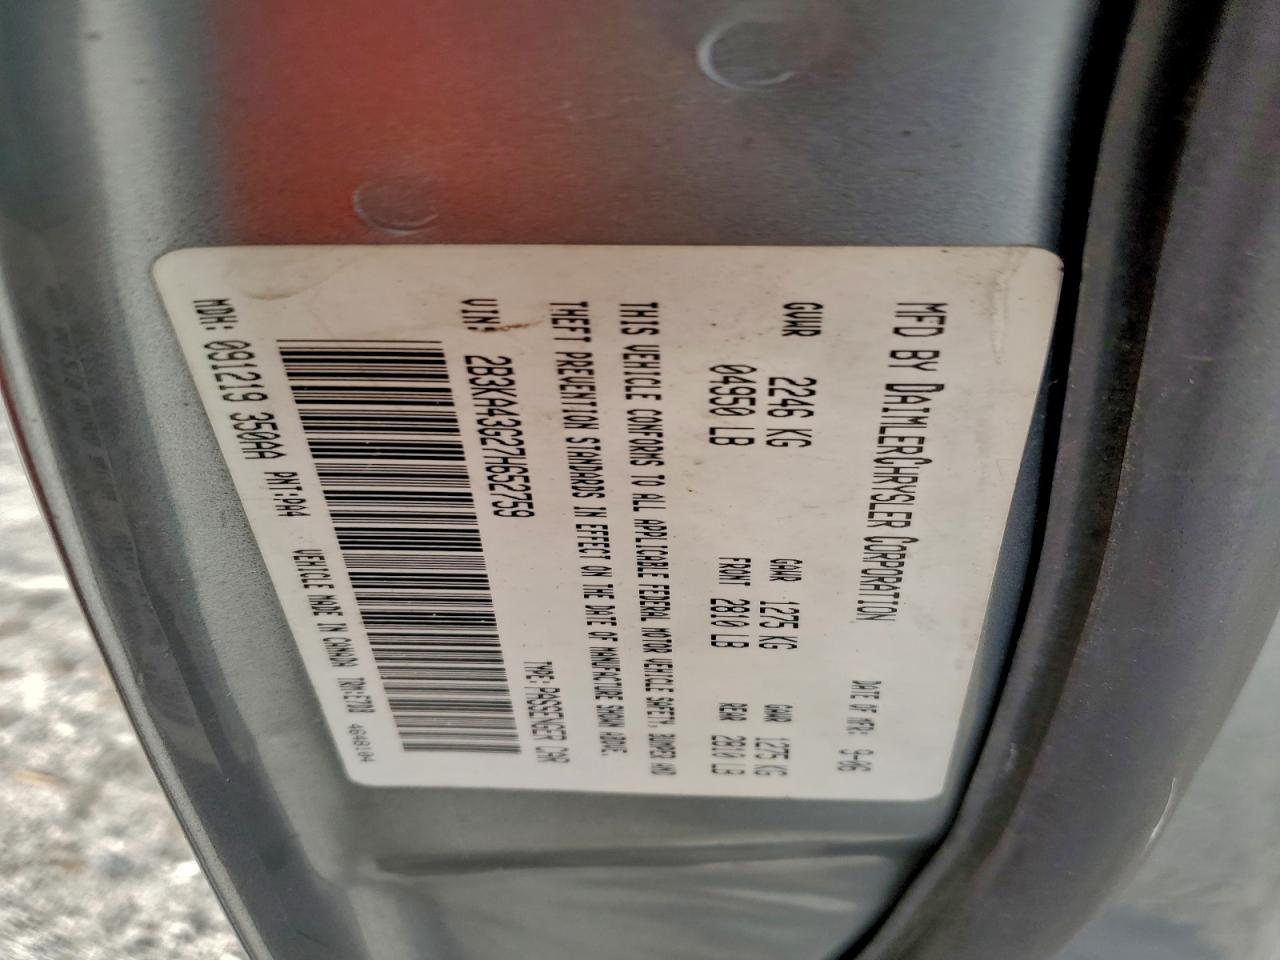 MFD BY DAIMLERCHRYSLER CORPORATION DATE OF MFR: 9-06
GVWR 2246 KG GAWR 1275 KG GAWR 1275 KG
04950 LB FRONT 2810 LB REAR 2810 LB
THIS VEHICLE CONFORMS TO ALL APPLICABLE FEDERAL MOTOR VEHICLE SAFETY, BUMPER AND
THEFT PREVENTION STANDARDS IN EFFECT ON THE DATE OF MANUFACTURE SHOWN ABOVE.
VIN: 2B3KA43G27H652759 TYPE: PASSENGER CAR
MDH: 091219 350AA PNT: PA4 VEHICLE MADE IN CANADA 4648104